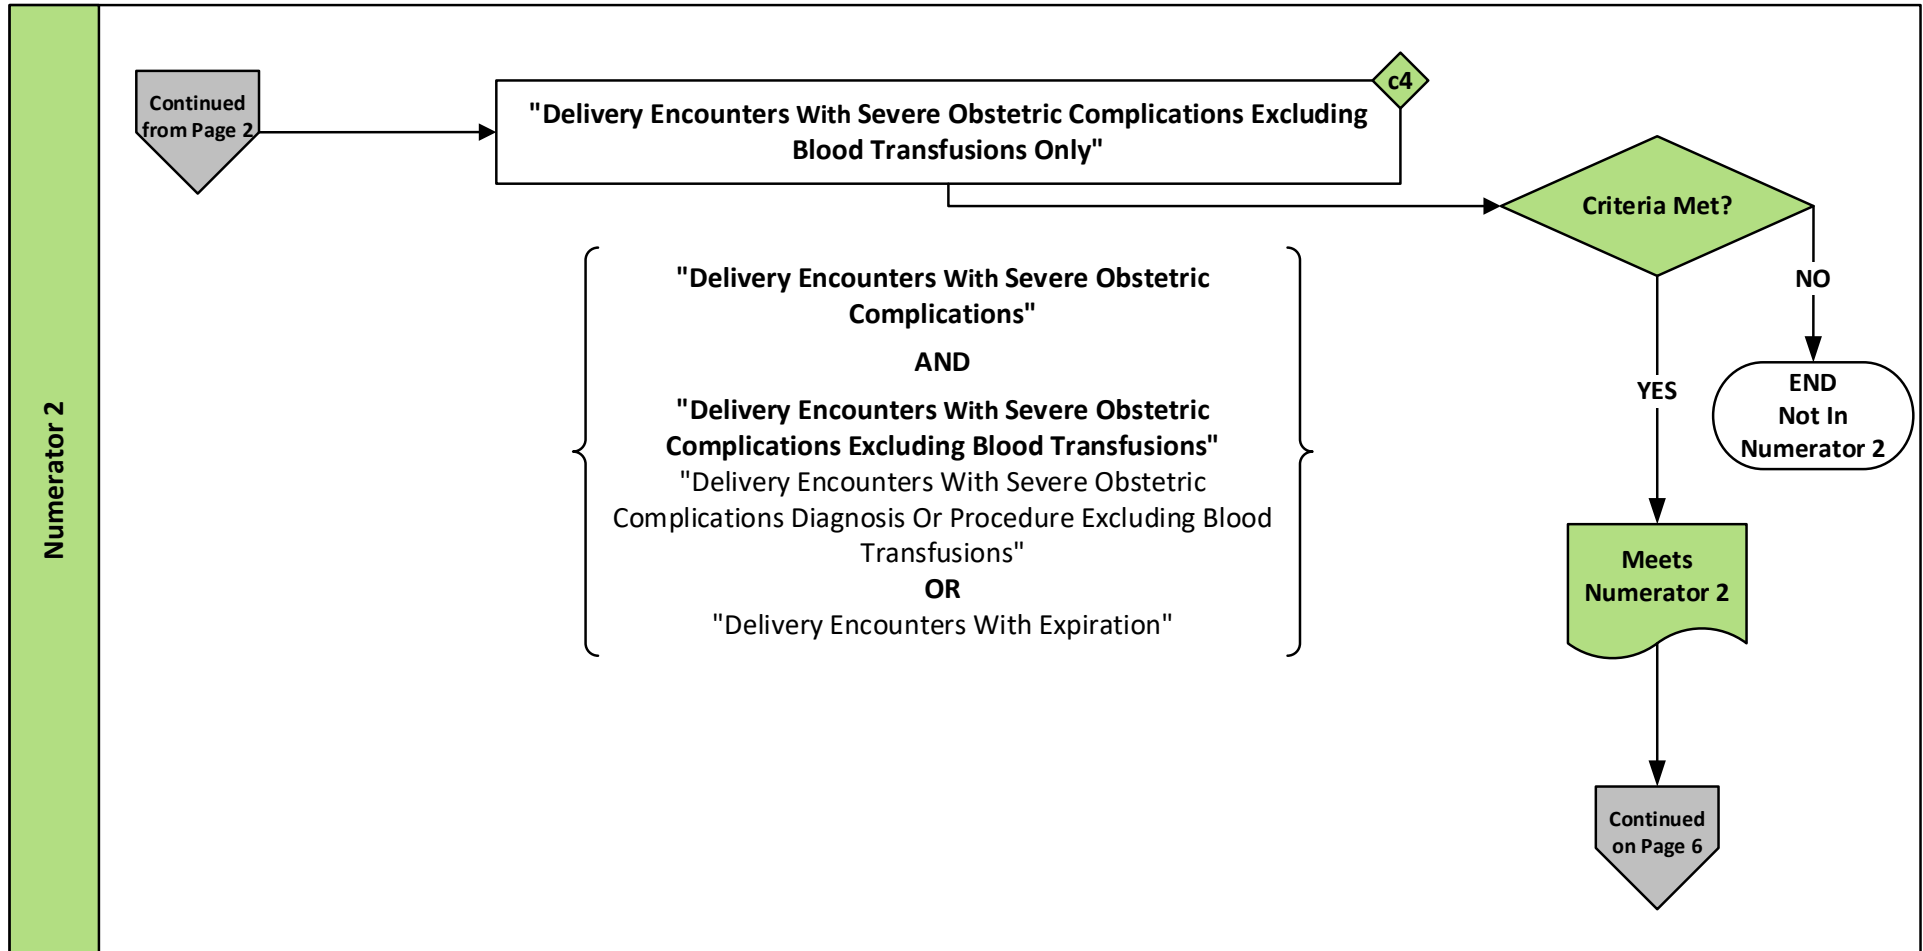 Numerator 2
Continued
from Page 2
"Delivery Encounters With Severe Obstetric Complications Excluding
Blood Transfusions Only"
c4
Criteria Met?
"Delivery Encounters With Severe Obstetric
Complications"
AND
"Delivery Encounters With Severe Obstetric
Complications Excluding Blood Transfusions"
"Delivery Encounters With Severe Obstetric
Complications Diagnosis Or Procedure Excluding Blood
Transfusions"
OR
"Delivery Encounters With Expiration"
NO
END
Not In
Numerator 2
YES
Meets
Numerator 2
Continued
on Page 6